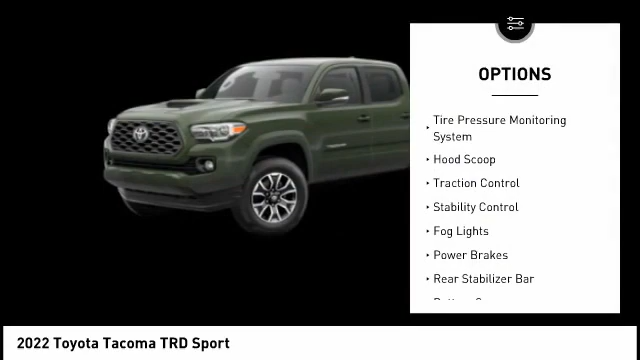 OPTIONS
Tire Pressure Monitoring
System
Hood Scoop
Traction Control
Stability Control
Fog Lights
Power Brakes
Rear Stabilizer Bar
2022 Toyota Tacoma TRD Sport